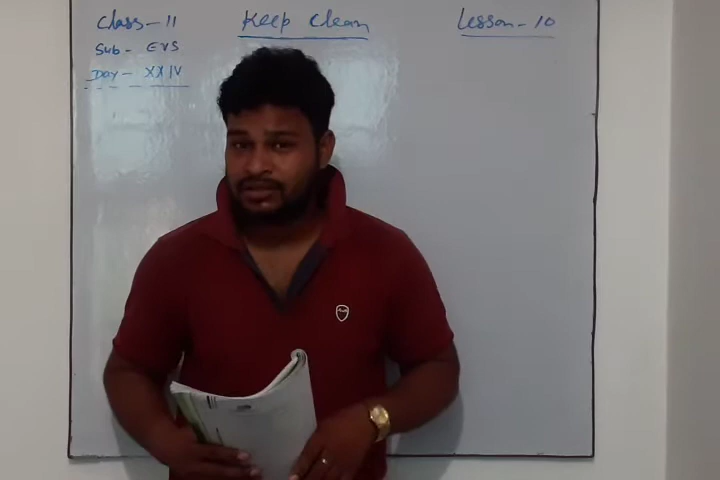 Class - II
Sub - EVS
Day - XXIV
Keep Clean
Lesson - 10